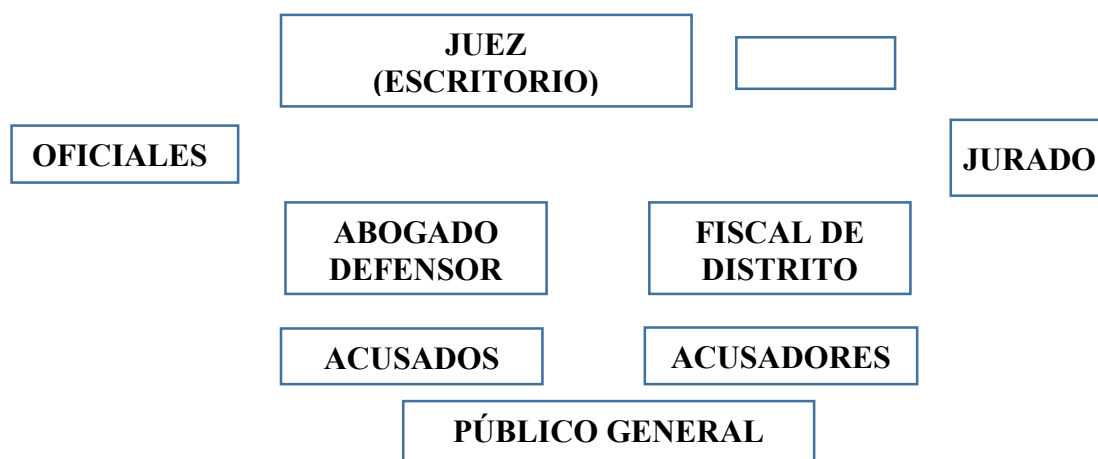 JUEZ
(ESCRITORIO)
OFICIALES
JURADO
ABOGADO
DEFENSOR
FISCAL DE
DISTRITO
ACUSADOS
ACUSADORES
PÚBLICO GENERAL